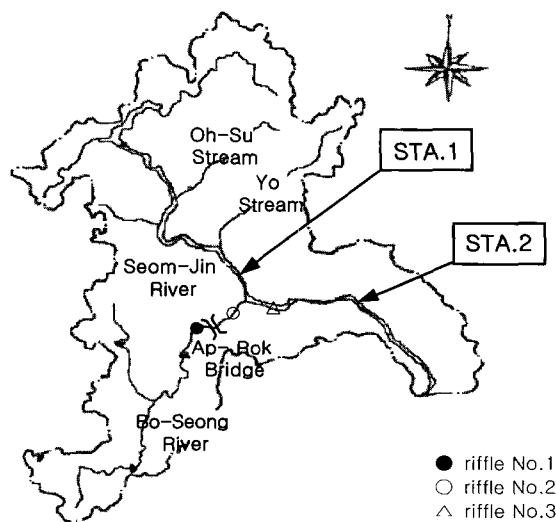 Oh-Su
Stream
STA.1
Yo
Stream
STA.2
Seom-Jin
River
Ap-Rok
Bridge
Bo-Seong
River
riffle No.1
riffle No.2
riffle No.3